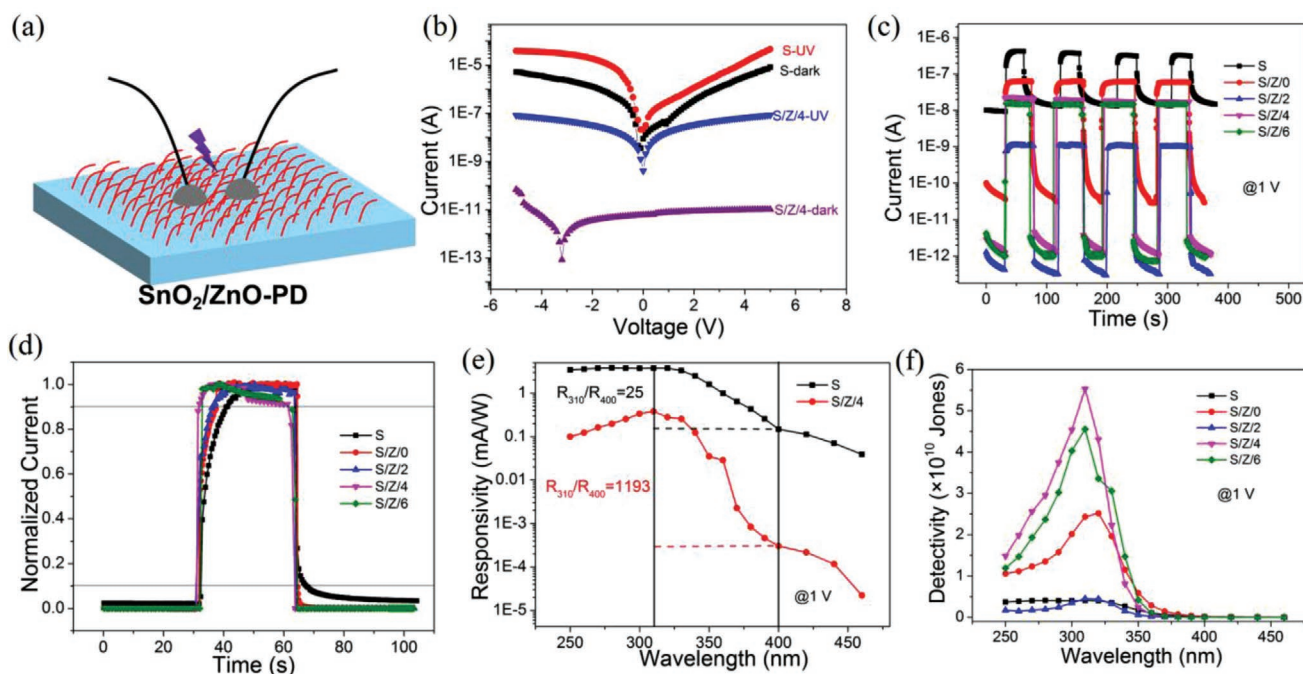 (a)
SnO₂/ZnO-PD
(b)
Current (A)
1E-5
1E-7
1E-9
1E-11
1E-13
S-UV
S-dark
S/Z/4-UV
S/Z/4-dark
-6 -4 -2 0 2 4 6 8
Voltage (V)
(c)
Current (A)
1E-6
1E-7
1E-8
1E-9
1E-10
1E-11
1E-12
S
S/Z/0
S/Z/2
S/Z/4
S/Z/6
@1 V
0 100 200 300 400 500
Time (s)
(d)
Normalized Current
1.0
0.8
0.6
0.4
0.2
0.0
S
S/Z/0
S/Z/2
S/Z/4
S/Z/6
0 20 40 60 80 100
Time (s)
(e)
Responsivity (mA/W)
1
0.1
0.01
1E-3
1E-4
1E-5
R₃₁₀/R₄₀₀=25
S
S/Z/4
R₃₁₀/R₄₀₀=1193
@1 V
250 300 350 400 450
Wavelength (nm)
(f)
Detectivity (×10¹⁰ Jones)
6
5
4
3
2
1
0
S
S/Z/0
S/Z/2
S/Z/4
S/Z/6
@1 V
250 300 350 400 450
Wavelength (nm)